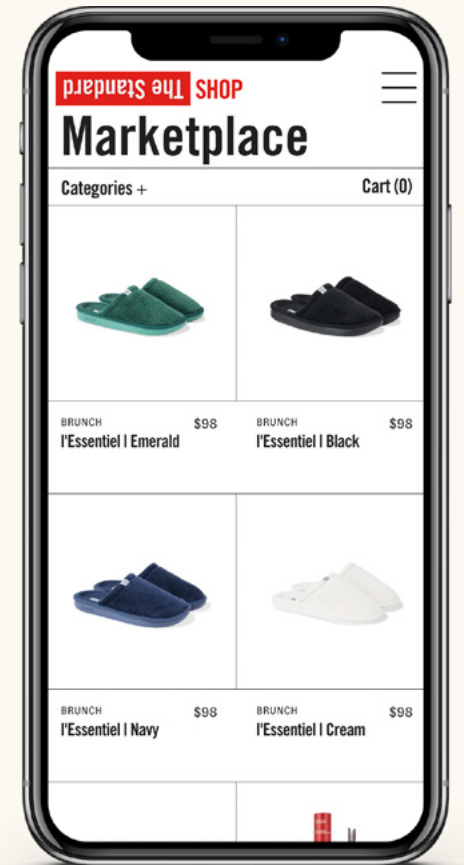 The Standard SHOP
Marketplace
Categories +
Cart (0)
BRUNCH $98
l'Essentiel | Emerald
BRUNCH $98
l'Essentiel | Black
BRUNCH $98
l'Essentiel | Navy
BRUNCH $98
l'Essentiel | Cream